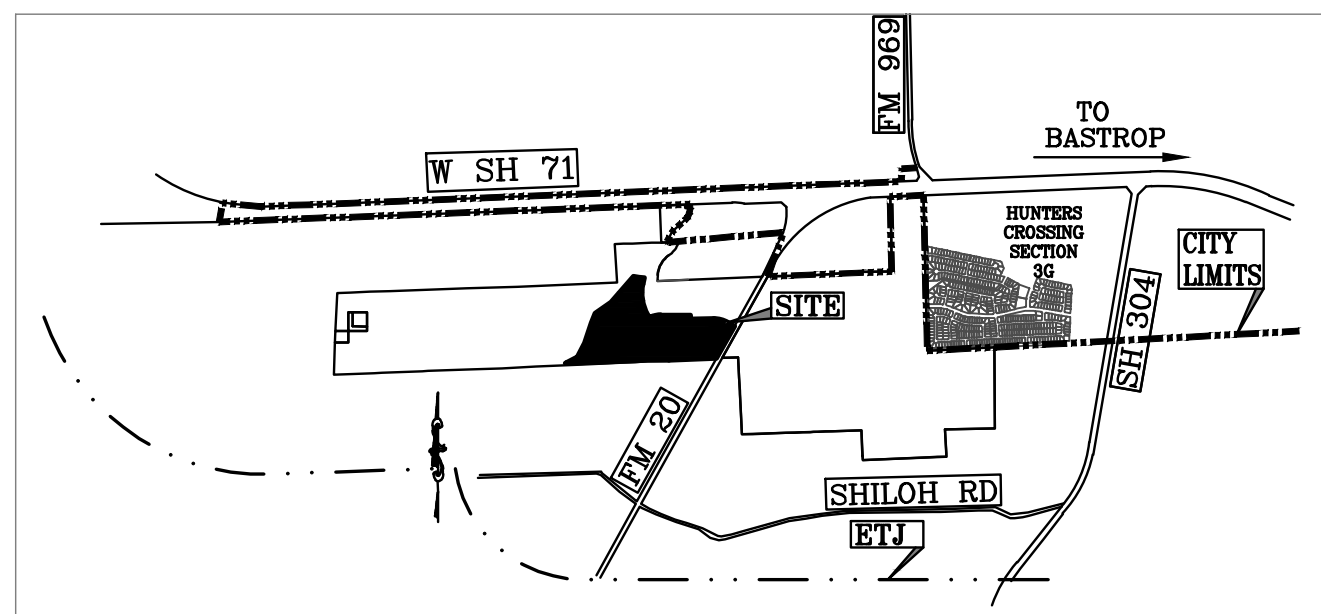 FM 969
TO
BASTROP
W SH 71
HUNTERS
CROSSING
SECTION
3G
CITY
LIMITS
SITE
SH 304
FM 20
SHILOH RD
ETJ